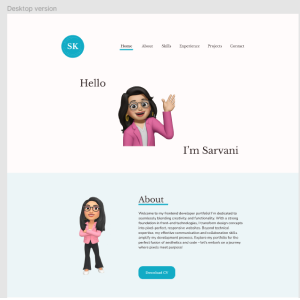 Desktop version
SK
Home About Skills Experience Projects Contact
Hello
I'm Sarvani
About
Welcome to my frontend developer portfolio! I'm dedicated to
seamlessly blending creativity and functionality. With a strong
foundation in front-end technologies, I transform design concepts
into pixel-perfect, responsive websites. Beyond technical
expertise, my effective communication and collaboration skills
amplify my development process. Explore my portfolio for the
perfect fusion of aesthetics and code - let's embark on a journey
where pixels meet purpose!
Download CV